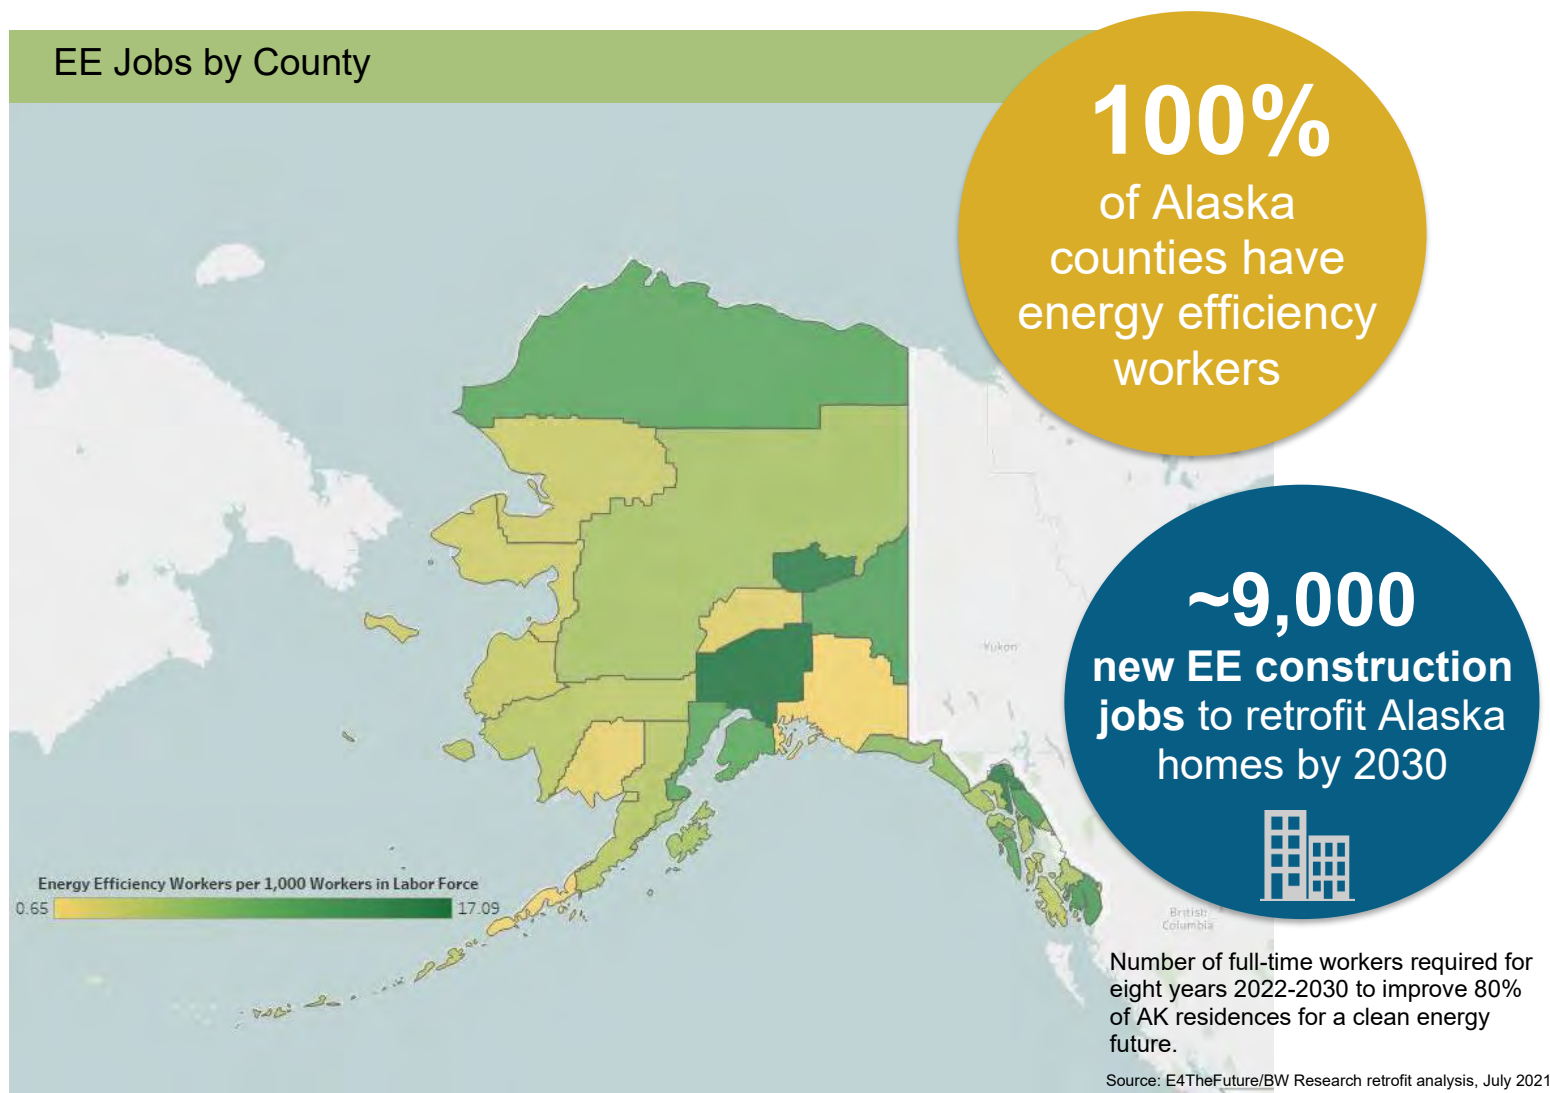 EE Jobs by County
100%
of Alaska
counties have
energy efficiency
workers
~9,000
new EE construction
jobs to retrofit Alaska
homes by 2030
Yukon
British
Columbia
Energy Efficiency Workers per 1,000 Workers in Labor Force
0.65
17.09
Number of full-time workers required for
eight years 2022-2030 to improve 80%
of AK residences for a clean energy
future.
Source: E4TheFuture/BW Research retrofit analysis, July 2021